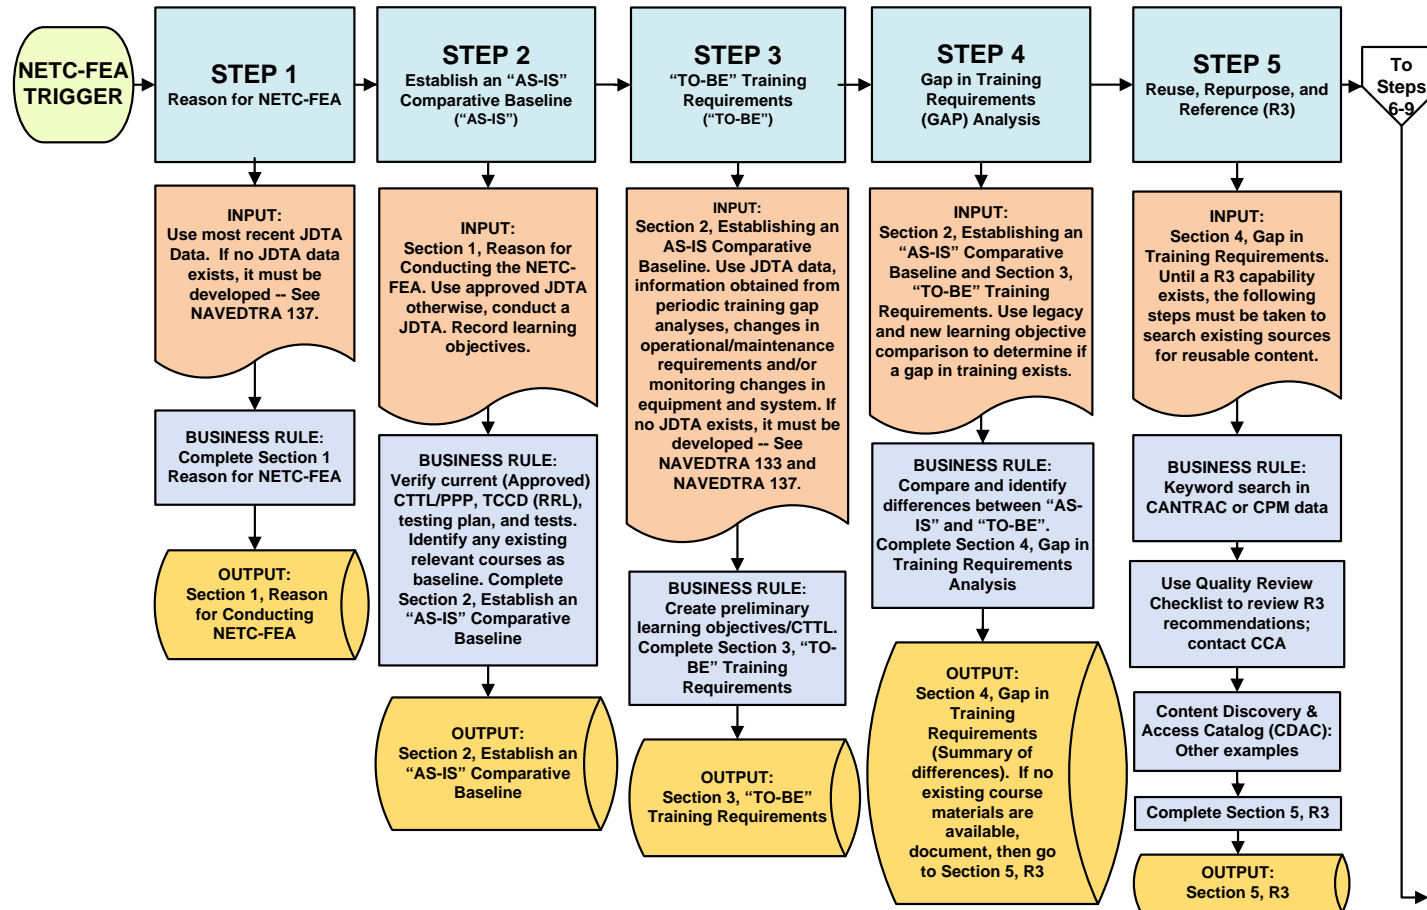 NETC-FEA
TRIGGER
STEP 1
Reason for NETC-FEA
STEP 2
Establish an “AS-IS”
Comparative Baseline
(“AS-IS”)
STEP 3
“TO-BE” Training
Requirements
(“TO-BE”)
STEP 4
Gap in Training
Requirements
(GAP) Analysis
STEP 5
Reuse, Repurpose, and
Reference (R3)
To
Steps
6-9
INPUT:
Use most recent JDTA
Data.  If no JDTA data
exists, it must be
developed -- See
NAVEDTRA 137.
BUSINESS RULE:
Complete Section 1
Reason for NETC-FEA
OUTPUT:
Section 1, Reason
for Conducting
NETC-FEA
INPUT:
Section 1, Reason for
Conducting the NETC-
FEA. Use approved JDTA
otherwise, conduct a
JDTA. Record learning
objectives.
BUSINESS RULE:
Verify current (Approved)
CTTL/PPP, TCCD (RRL),
testing plan, and tests.
Identify any existing
relevant courses as
baseline. Complete
Section 2, Establish an
“AS-IS” Comparative
Baseline
OUTPUT:
Section 2, Establish an
“AS-IS” Comparative
Baseline
INPUT:
Section 2, Establishing an
AS-IS Comparative
Baseline. Use JDTA data,
information obtained from
periodic training gap
analyses, changes in
operational/maintenance
requirements and/or
monitoring changes in
equipment and system. If
no JDTA exists, it must be
developed -- See
NAVEDTRA 133 and
NAVEDTRA 137.
BUSINESS RULE:
Create preliminary
learning objectives/CTTL.
Complete Section 3, “TO-
BE” Training
Requirements
OUTPUT:
Section 3, “TO-BE”
Training Requirements
INPUT:
Section 2, Establishing an
“AS-IS” Comparative
Baseline and Section 3,
“TO-BE” Training
Requirements. Use legacy
and new learning objective
comparison to determine if
a gap in training exists.
BUSINESS RULE:
Compare and identify
differences between “AS-
IS” and “TO-BE”.
Complete Section 4, Gap in
Training Requirements
Analysis
OUTPUT:
Section 4, Gap in
Training
Requirements
(Summary of
differences).  If no
existing course
materials are
available,
document, then go
to Section 5, R3
INPUT:
Section 4, Gap in
Training Requirements.
Until a R3 capability
exists, the following
steps must be taken to
search existing sources
for reusable content.
BUSINESS RULE:
Keyword search in
CANTRAC or CPM data
Use Quality Review
Checklist to review R3
recommendations;
contact CCA
Content Discovery &
Access Catalog (CDAC):
Other examples
Complete Section 5, R3
OUTPUT:
Section 5, R3